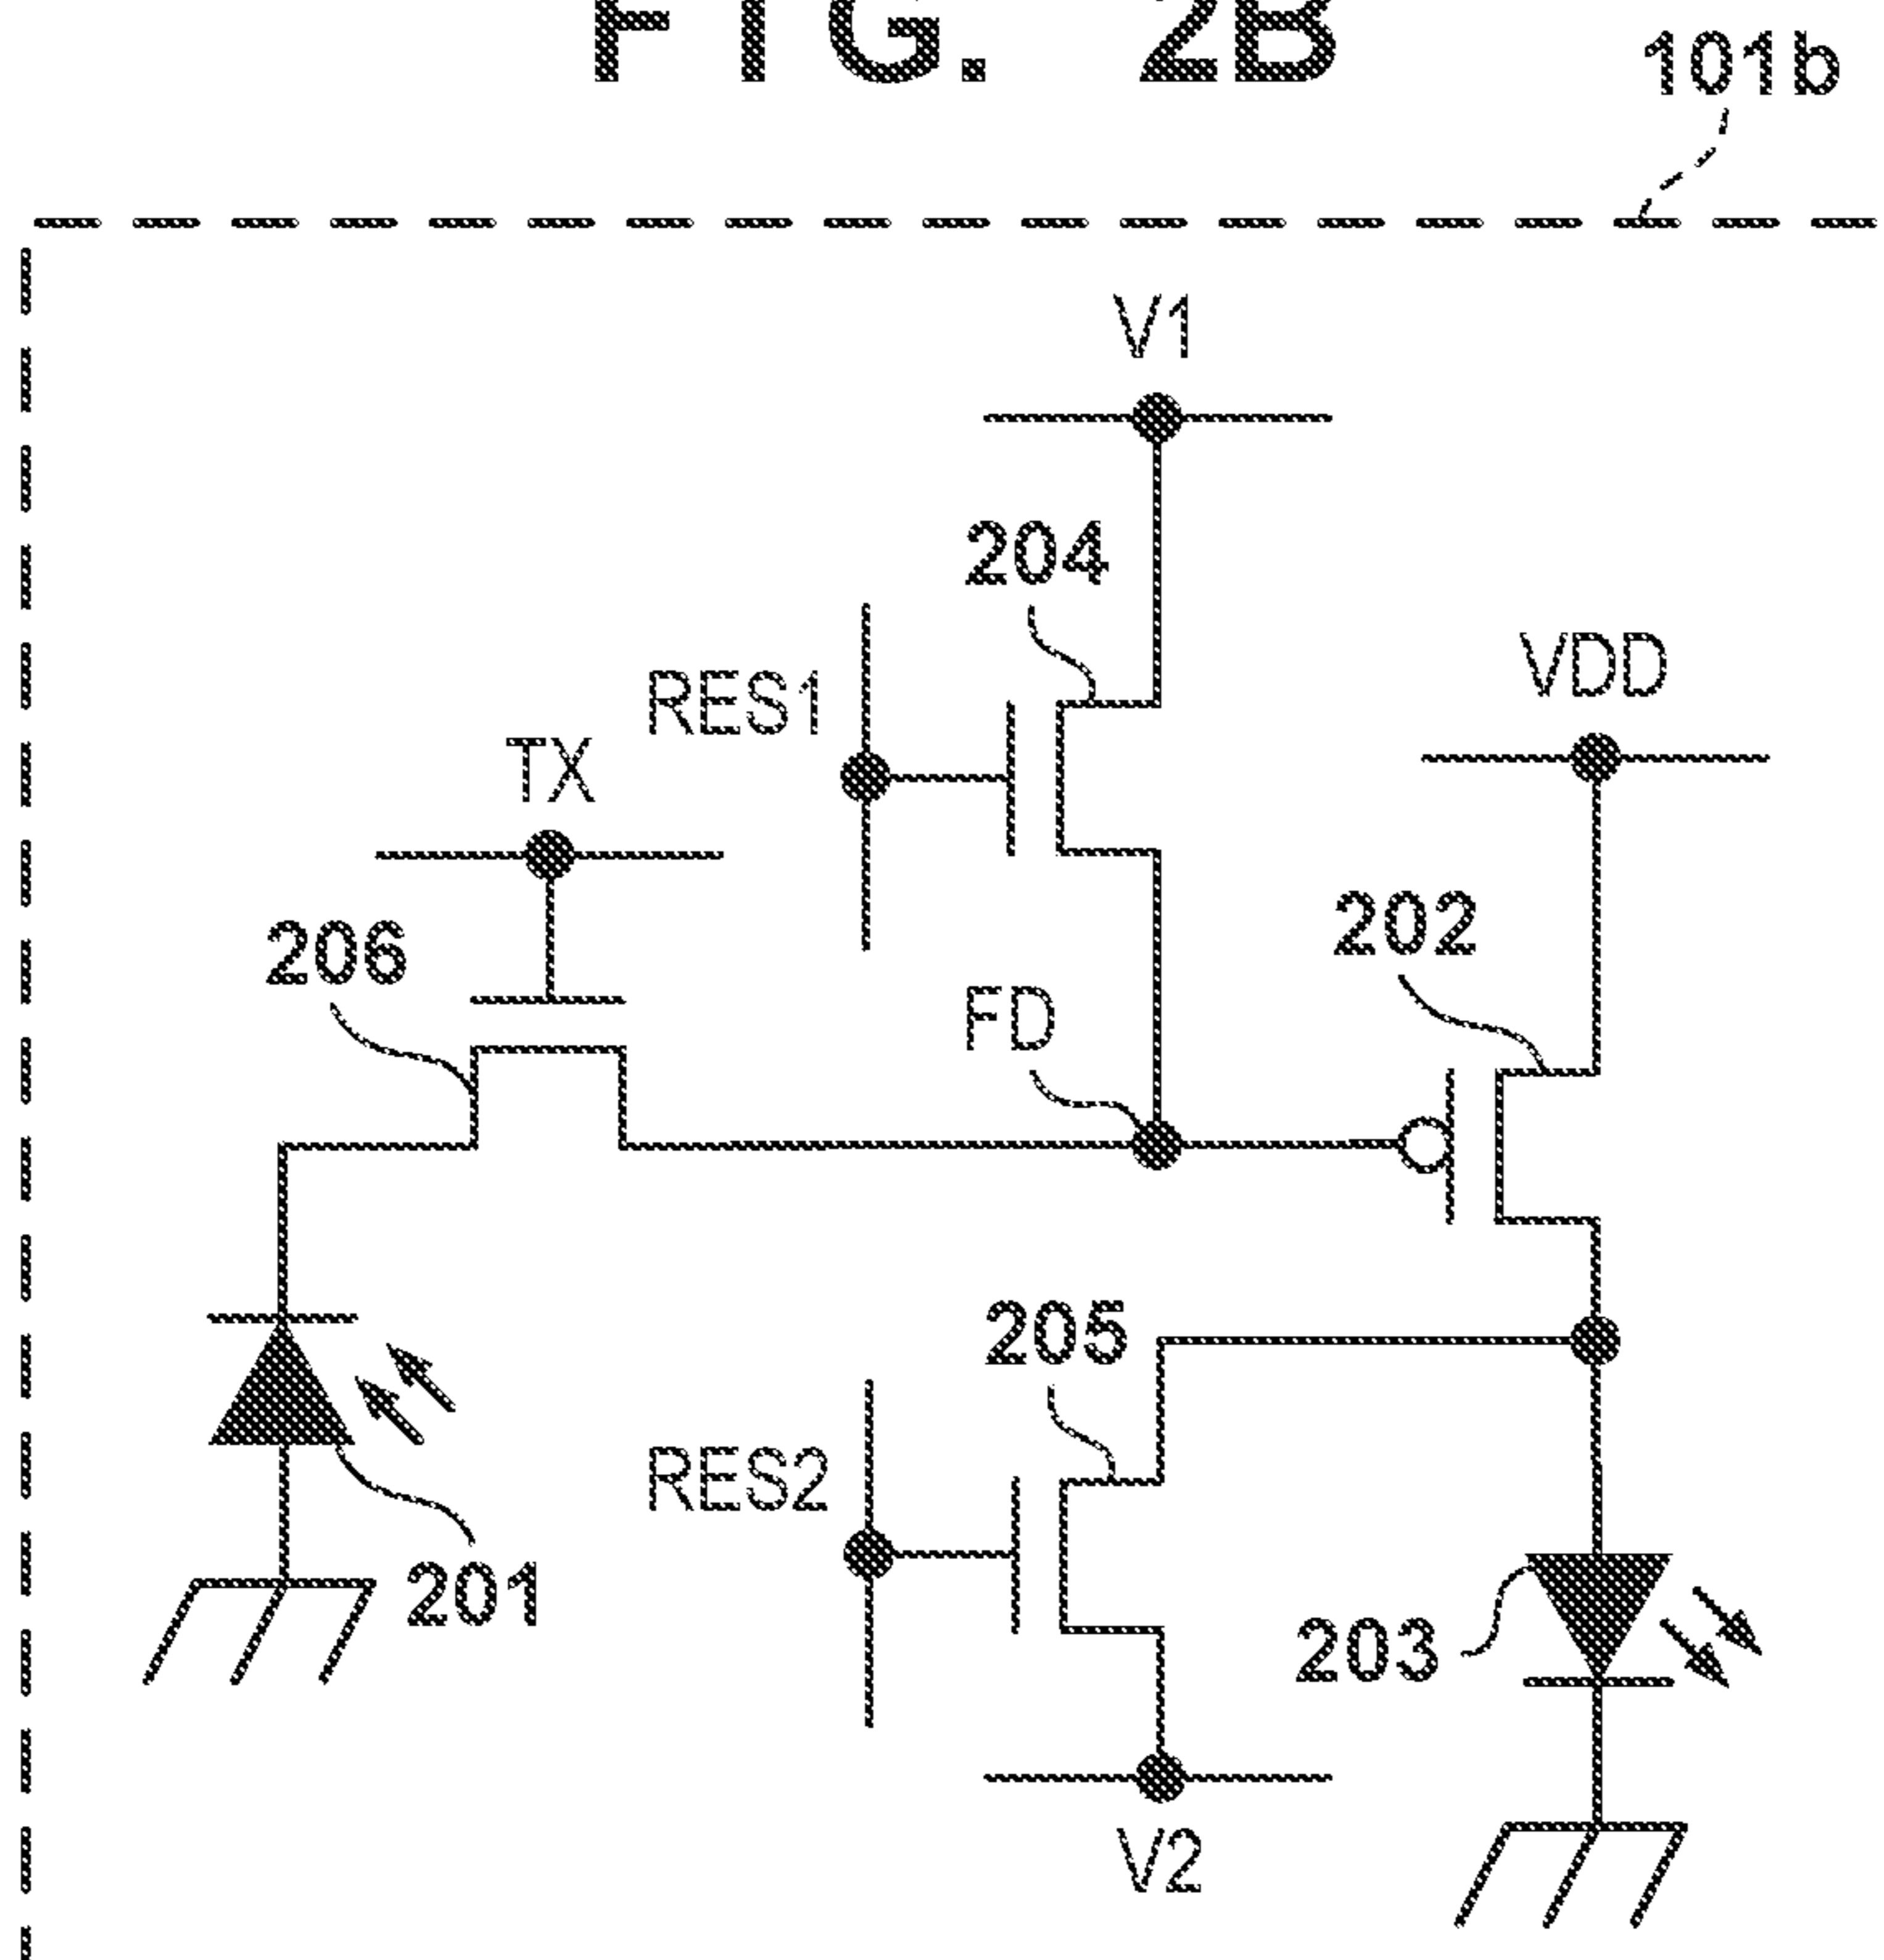 FIG. 2B
101b
V1
204
VDD
RES1
TX
202
206
FD
205
RES2
201
203
V2